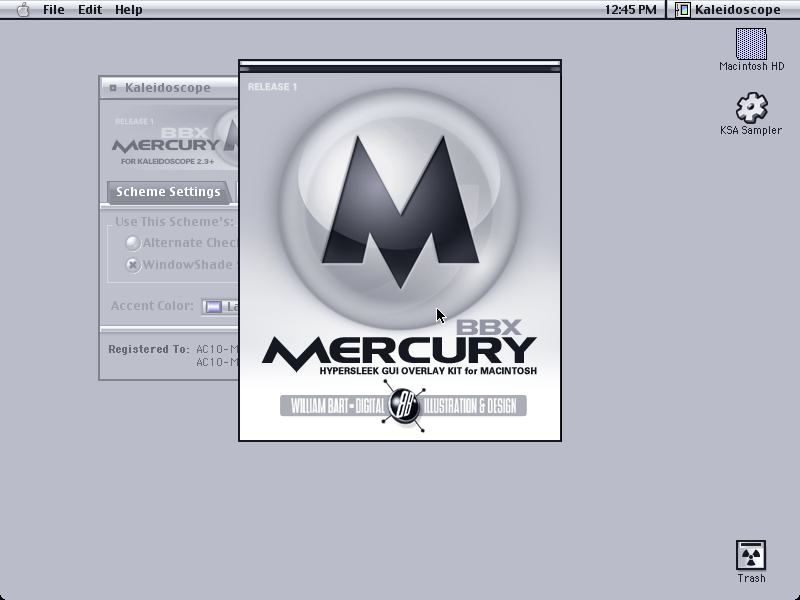 File Edit Help
12:45 PM
Kaleidoscope
Macintosh HD
KSA Sampler
Kaleidoscope
RELEASE 1
BBX
MERCURY
FOR KALEIDOSCOPE 2.3+
Scheme Settings
Use This Scheme's:
Alternate Chec
WindowShade
Accent Color:
La
Registered To: AC10-M
AC10-M
RELEASE 1
BBX
MERCURY
HYPERSLEEK GUI OVERLAY KIT for MACINTOSH
WILLIAM BART-DIGITAL BB ILLUSTRATION & DESIGN
Trash